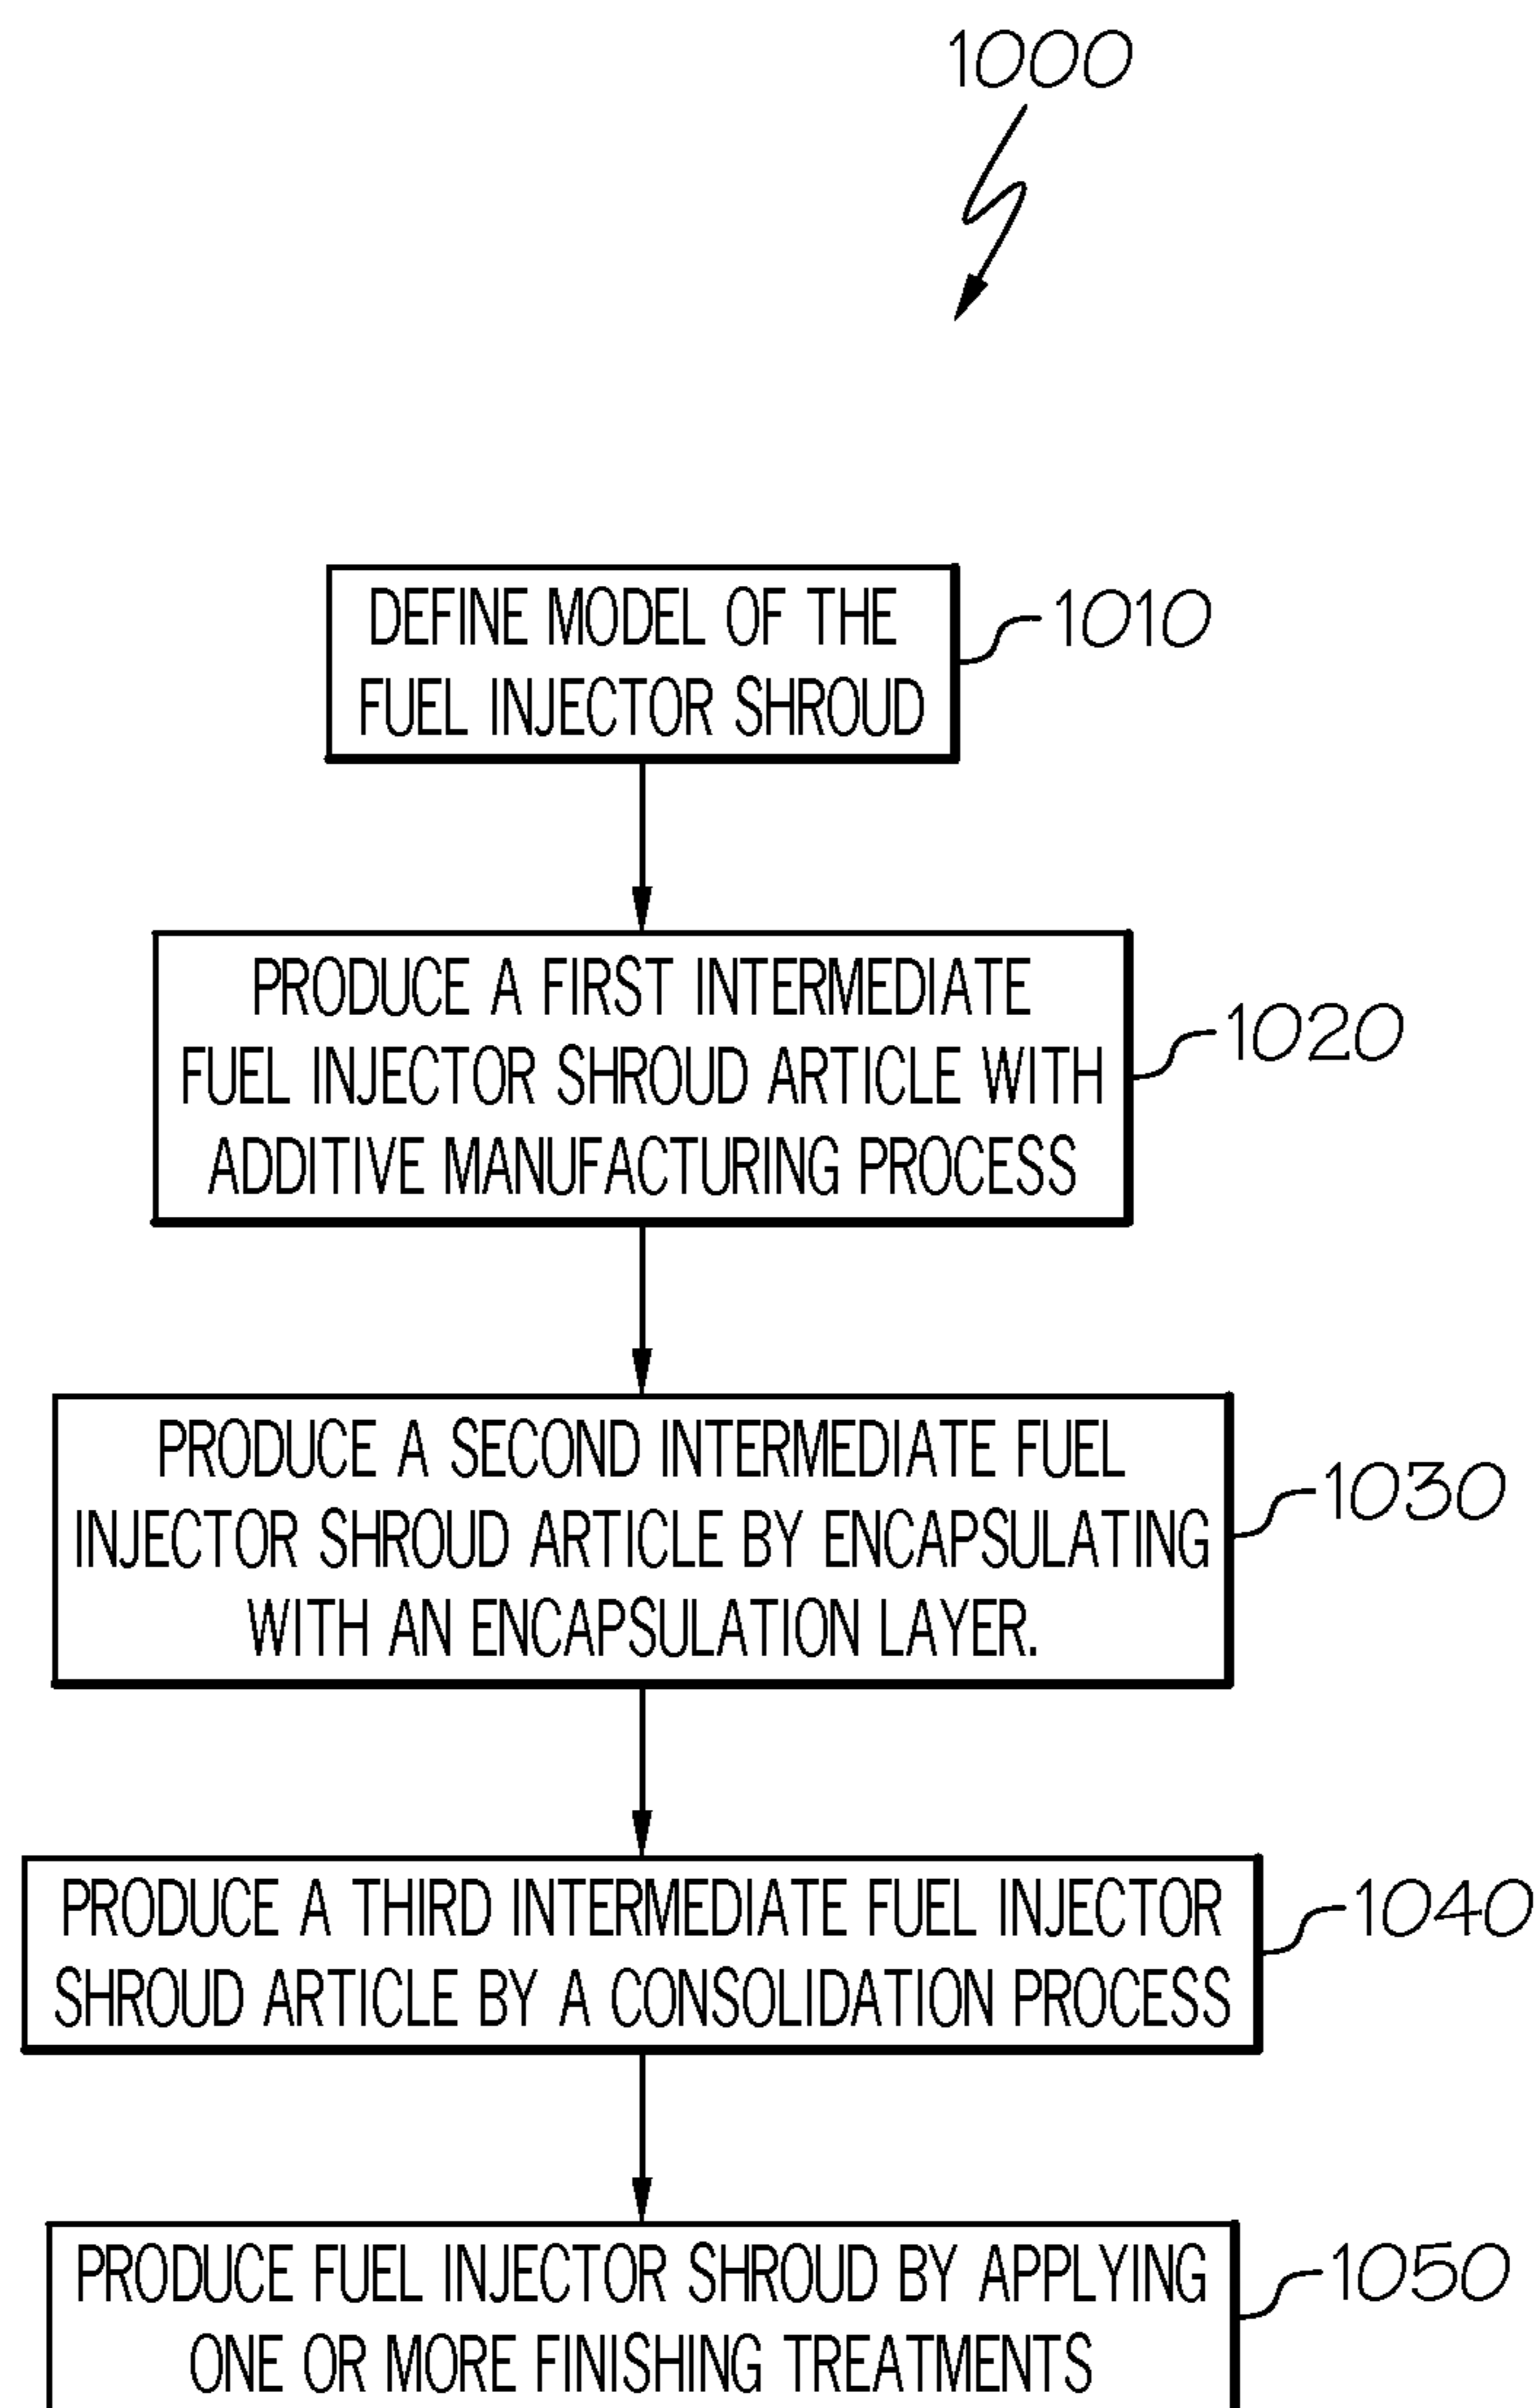 1000
DEFINE MODEL OF THE
FUEL INJECTOR SHROUD
1010
PRODUCE A FIRST INTERMEDIATE
FUEL INJECTOR SHROUD ARTICLE WITH
ADDITIVE MANUFACTURING PROCESS
1020
PRODUCE A SECOND INTERMEDIATE FUEL
INJECTOR SHROUD ARTICLE BY ENCAPSULATING
WITH AN ENCAPSULATION LAYER.
1030
PRODUCE A THIRD INTERMEDIATE FUEL INJECTOR
SHROUD ARTICLE BY A CONSOLIDATION PROCESS
1040
PRODUCE FUEL INJECTOR SHROUD BY APPLYING
ONE OR MORE FINISHING TREATMENTS
1050